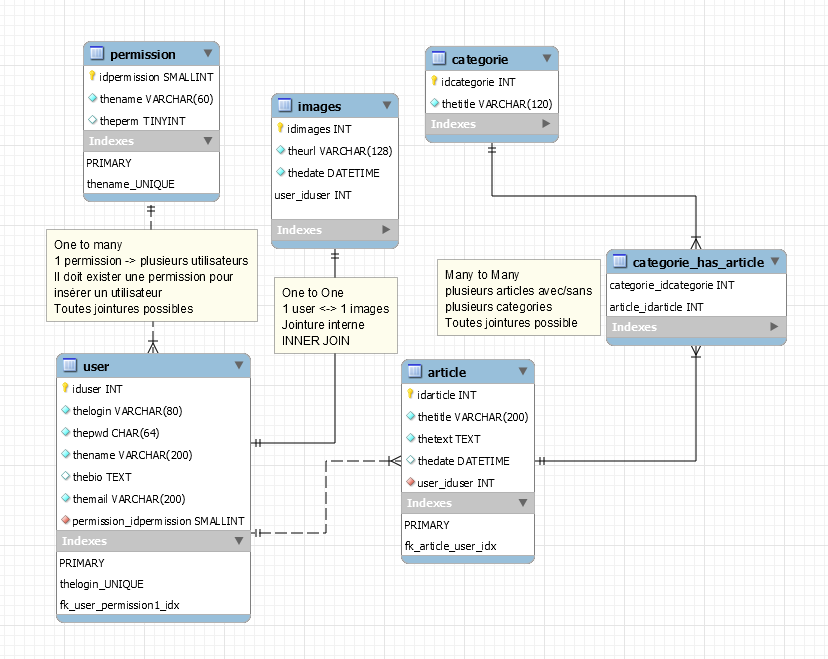 permission
idpermission SMALLINT
thename VARCHAR(60)
theperm TINYINT
Indexes
PRIMARY
thename_UNIQUE
images
idimages INT
theurl VARCHAR(128)
thedate DATETIME
user_iduser INT
Indexes
categorie
idcategorie INT
thetitle VARCHAR(120)
Indexes
One to many
1 permission -> plusieurs utilisateurs
Il doit exister une permission pour
insérer un utilisateur
Toutes jointures possibles
One to One
1 user <-> 1 images
Jointure interne
INNER JOIN
Many to Many
plusieurs articles avec/sans
plusieurs categories
Toutes jointures possible
categorie_has_article
categorie_idcategorie INT
article_idarticle INT
Indexes
user
iduser INT
thelogin VARCHAR(80)
thepwd CHAR(64)
thename VARCHAR(200)
thebio TEXT
themail VARCHAR(200)
permission_idpermission SMALLINT
Indexes
PRIMARY
thelogin_UNIQUE
fk_user_permission1_idx
article
idarticle INT
thetitle VARCHAR(200)
thetext TEXT
thedate DATETIME
user_iduser INT
Indexes
PRIMARY
fk_article_user_idx